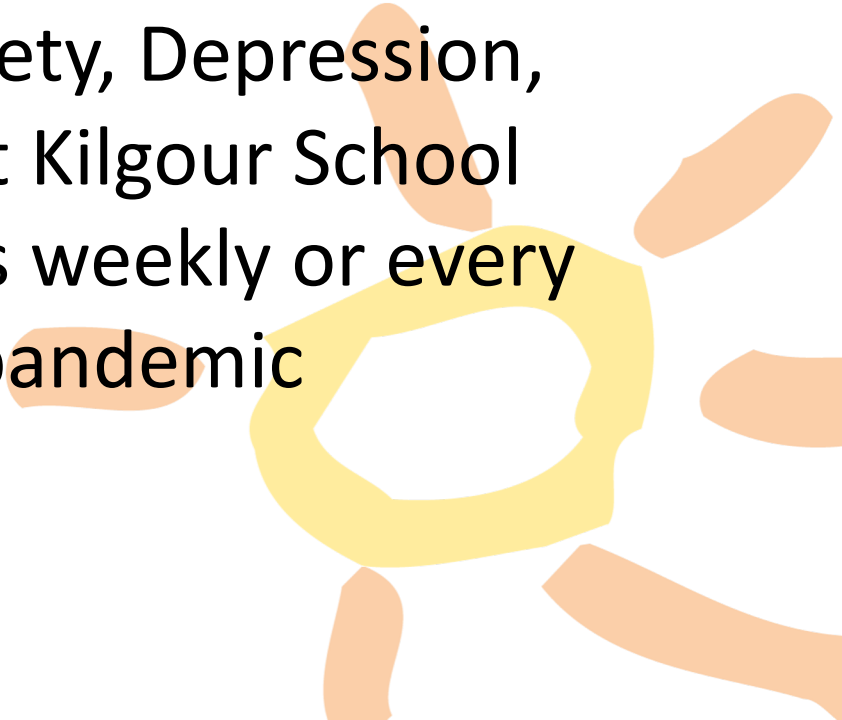 ety, Depression,
t Kilgour School
s weekly or every
pandemic